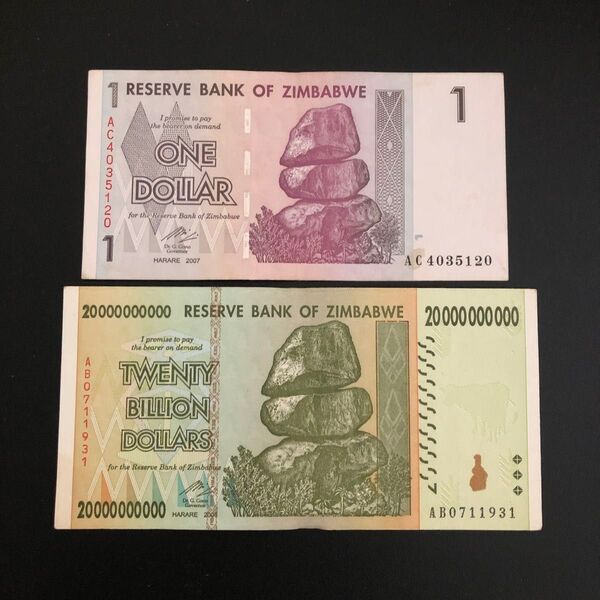 1 RESERVE BANK OF ZIMBABWE 1
I promise to pay
the bearer on demand
AC4035120
ONE
DOLLAR
for the Reserve Bank of Zimbabwe
Dr. G. Gono
Governor
1 HARARE 2007
AC4035120
20000000000 RESERVE BANK OF ZIMBABWE 20000000000
I promise to pay
the bearer on demand
AB0711931
TWENTY
BILLION
DOLLARS
for the Reserve Bank of Zimbabwe
Dr. G. Gono
Governor
20000000000 HARARE 2008
AB0711931